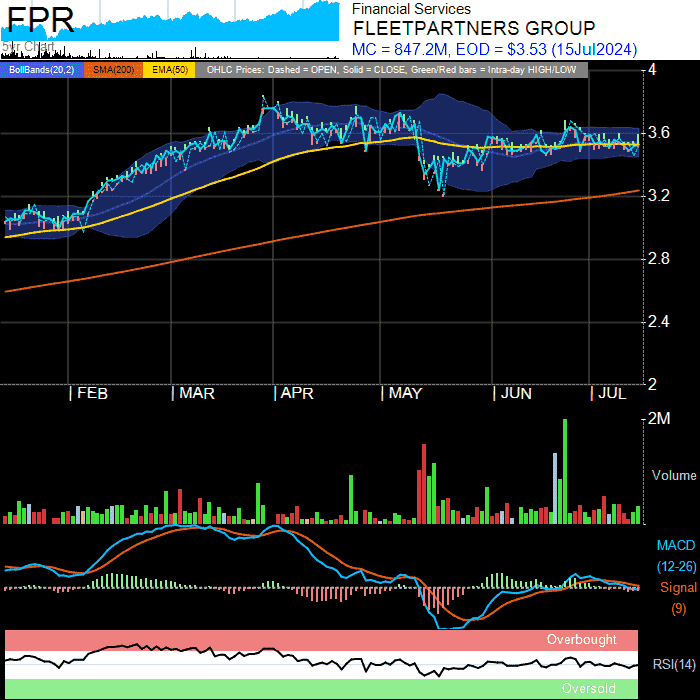 FPR
5yr Chart
Financial Services
FLEETPARTNERS GROUP
MC = 847.2M, EOD = $3.53 (15Jul2024)
BollBands(20,2) SMA(200) EMA(50) OHLC Prices: Dashed = OPEN, Solid = CLOSE, Green/Red bars = Intra-day HIGH/LOW
4
3.6
3.2
2.8
2.4
2
| FEB | MAR | APR | MAY | JUN | JUL
2M
Volume
MACD
(12-26)
Signal
(9)
Overbought
RSI(14)
Oversold